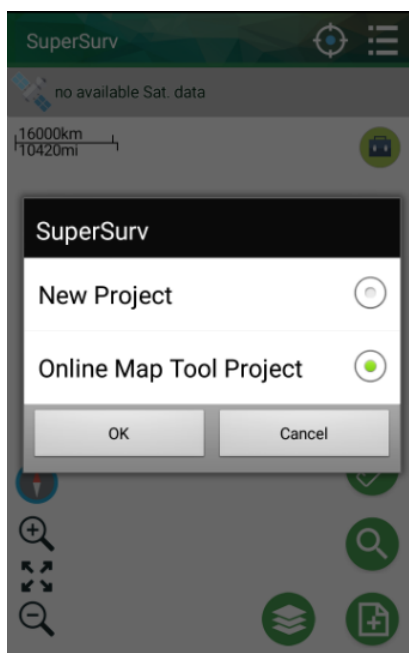 SuperSurv
no available Sat. data
16000km
10420mi
SuperSurv
New Project
Online Map Tool Project
OK
Cancel